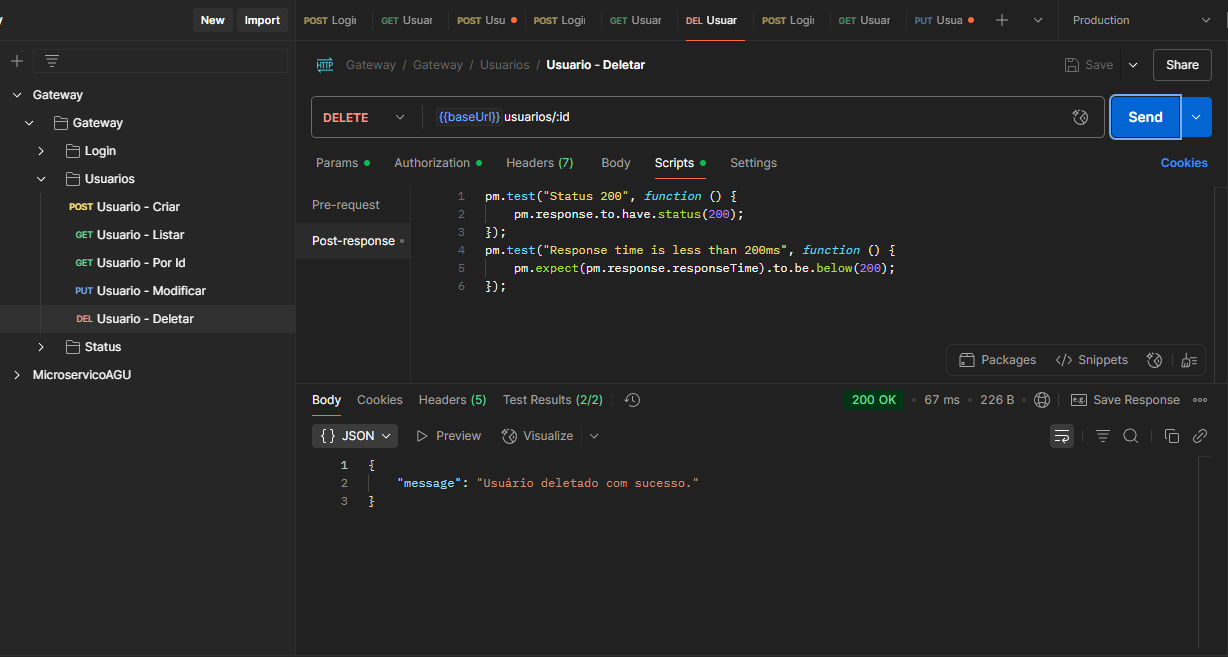 New Import POST Login GET Usuar POST Usu POST Login GET Usuar DEL Usuar POST Login GET Usuar PUT Usua Production
Gateway / Gateway / Usuarios / Usuario - Deletar Save Share
Gateway
Gateway
Login
Usuarios
POST Usuario - Criar
GET Usuario - Listar
GET Usuario - Por Id
PUT Usuario - Modificar
DEL Usuario - Deletar
Status
MicroservicoAGU
DELETE {{baseUrl}} usuarios/:id Send
Params Authorization Headers (7) Body Scripts Settings Cookies
Pre-request
Post-response
1 pm.test("Status 200", function () {
2 pm.response.to.have.status(200);
3 });
4 pm.test("Response time is less than 200ms", function () {
5 pm.expect(pm.response.responseTime).to.be.below(200);
6 });
Packages </> Snippets
Body Cookies Headers (5) Test Results (2/2) 200 OK 67 ms 226 B e.g. Save Response
{} JSON Preview Visualize
1 {
2 "message": "Usuário deletado com sucesso."
3 }